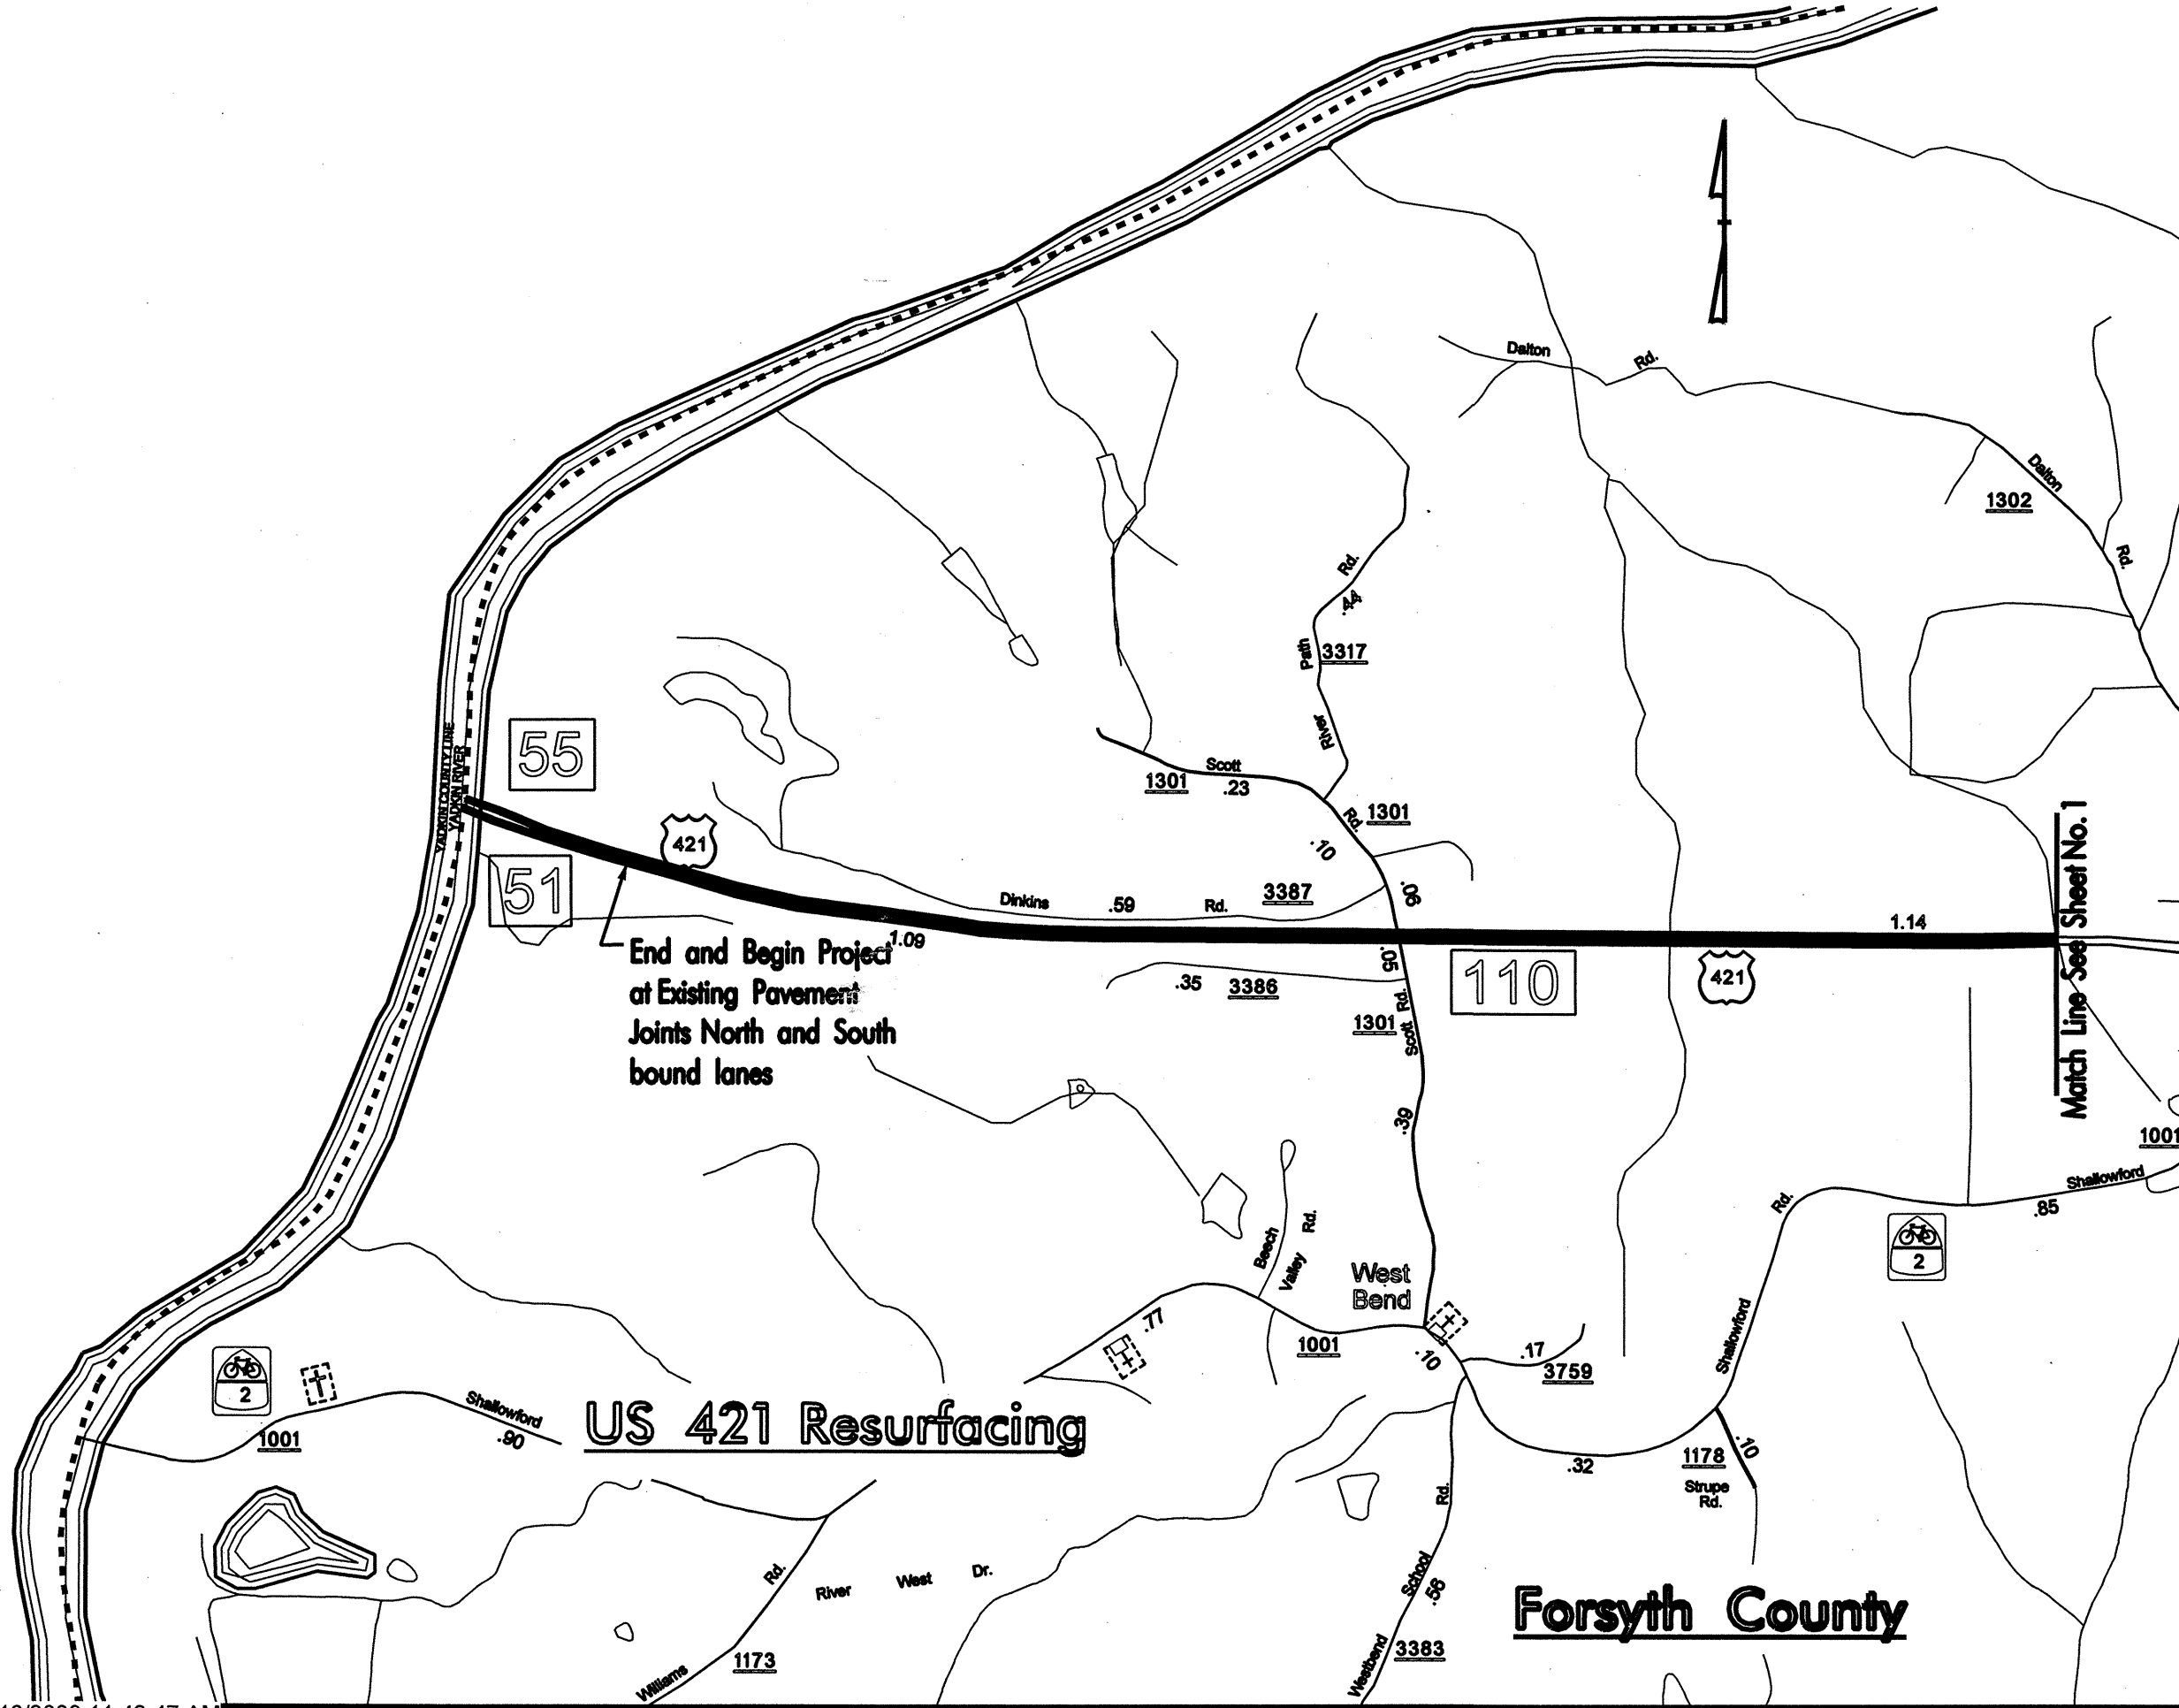 Dalton
Rd.
Dalton
1302
Rd.
Rd.
.44
Path
3317
River
YADKIN COUNTY LINE
YADKIN RIVER
55
Scott
1301
.23
1301
Rd.
.10
421
51
Dinkins
.59
Rd.
3387
.06
1.09
1.14
Match Line See Sheet No. 1
End and Begin Project
at Existing Pavement
Joints North and South
bound lanes
.05
.35
3386
110
421
1301
Scott Rd.
.39
1001
Shallowford
.85
Rd.
2
Beech
Valley
Rd.
West
Bend
.77
1001
.10
.17
3759
Shallowford
2
1001
Shallowford
.90
US 421 Resurfacing
.32
1178
.10
Strupe
Rd.
Rd.
School
.56
Westbend
3383
Rd.
River West Dr.
Williams
1173
Forsyth County